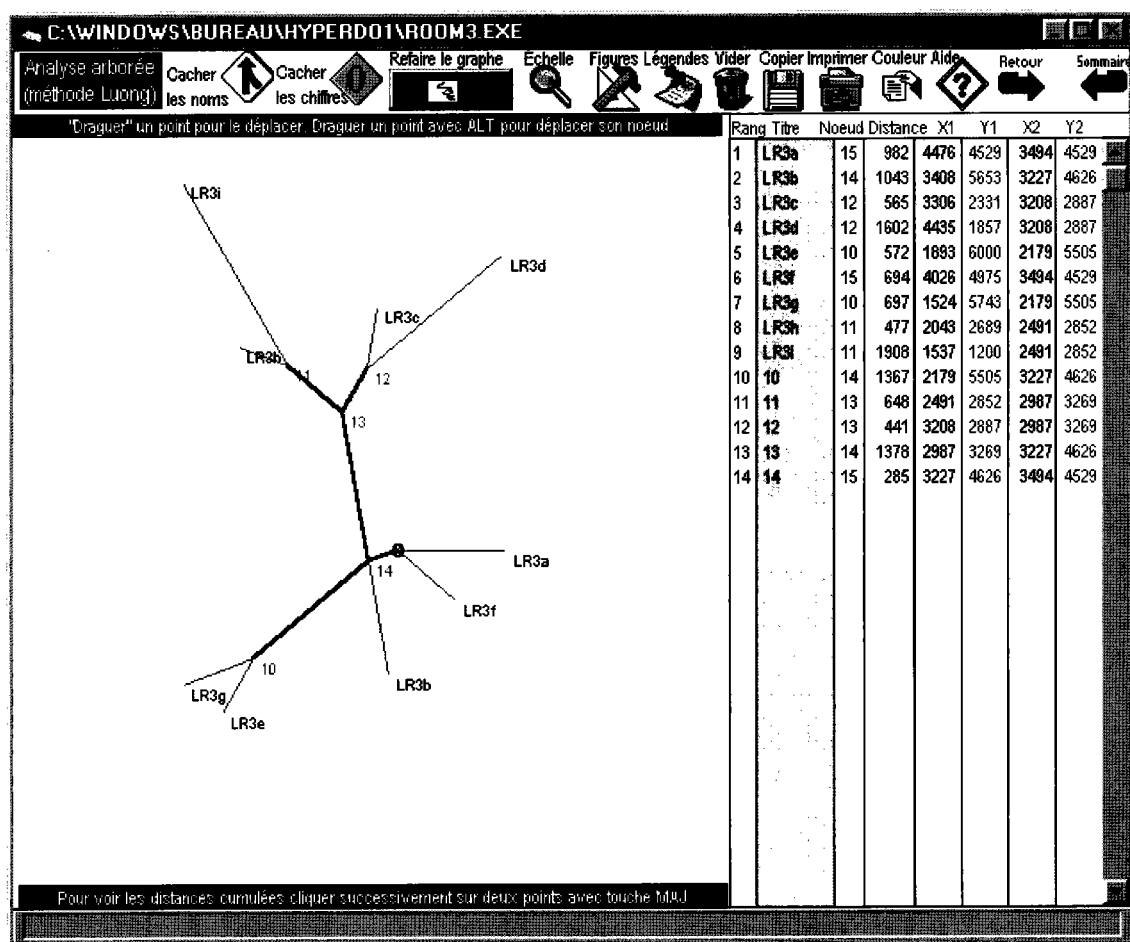 C:\WINDOWS\BUREAU\HYPERDO1\ROOM3.EXE
Analyse arborée
(méthode Luong)
Cacher
les noms
Cacher
les chiffres
Refaire le graphe
Echelle
Figures
Légendes
Vider
Copier
Imprimer
Couleur
Aide
Retour
Sommaire
"Draguer" un point pour le déplacer. Draguer un point avec ALT pour déplacer son noeud
LR3i
LR3d
LR3c
LR3h
11
12
13
14
LR3a
LR3f
10
LR3g
LR3b
LR3e
Pour voir les distances cumulées cliquer successivement sur deux points avec touche MAJ
Rang Titre Noeud Distance X1 Y1 X2 Y2
1 LR3a 15 982 4476 4529 3494 4529
2 LR3b 14 1043 3408 5653 3227 4626
3 LR3c 12 565 3306 2331 3208 2887
4 LR3d 12 1602 4435 1857 3208 2887
5 LR3e 10 572 1893 6000 2179 5505
6 LR3f 15 694 4026 4975 3494 4529
7 LR3g 10 697 1524 5743 2179 5505
8 LR3h 11 477 2043 2689 2491 2852
9 LR3i 11 1908 1537 1200 2491 2852
10 10 14 1367 2179 5505 3227 4626
11 11 13 648 2491 2852 2987 3269
12 12 13 441 3208 2887 2987 3269
13 13 14 1378 2987 3269 3227 4626
14 14 15 285 3227 4626 3494 4529